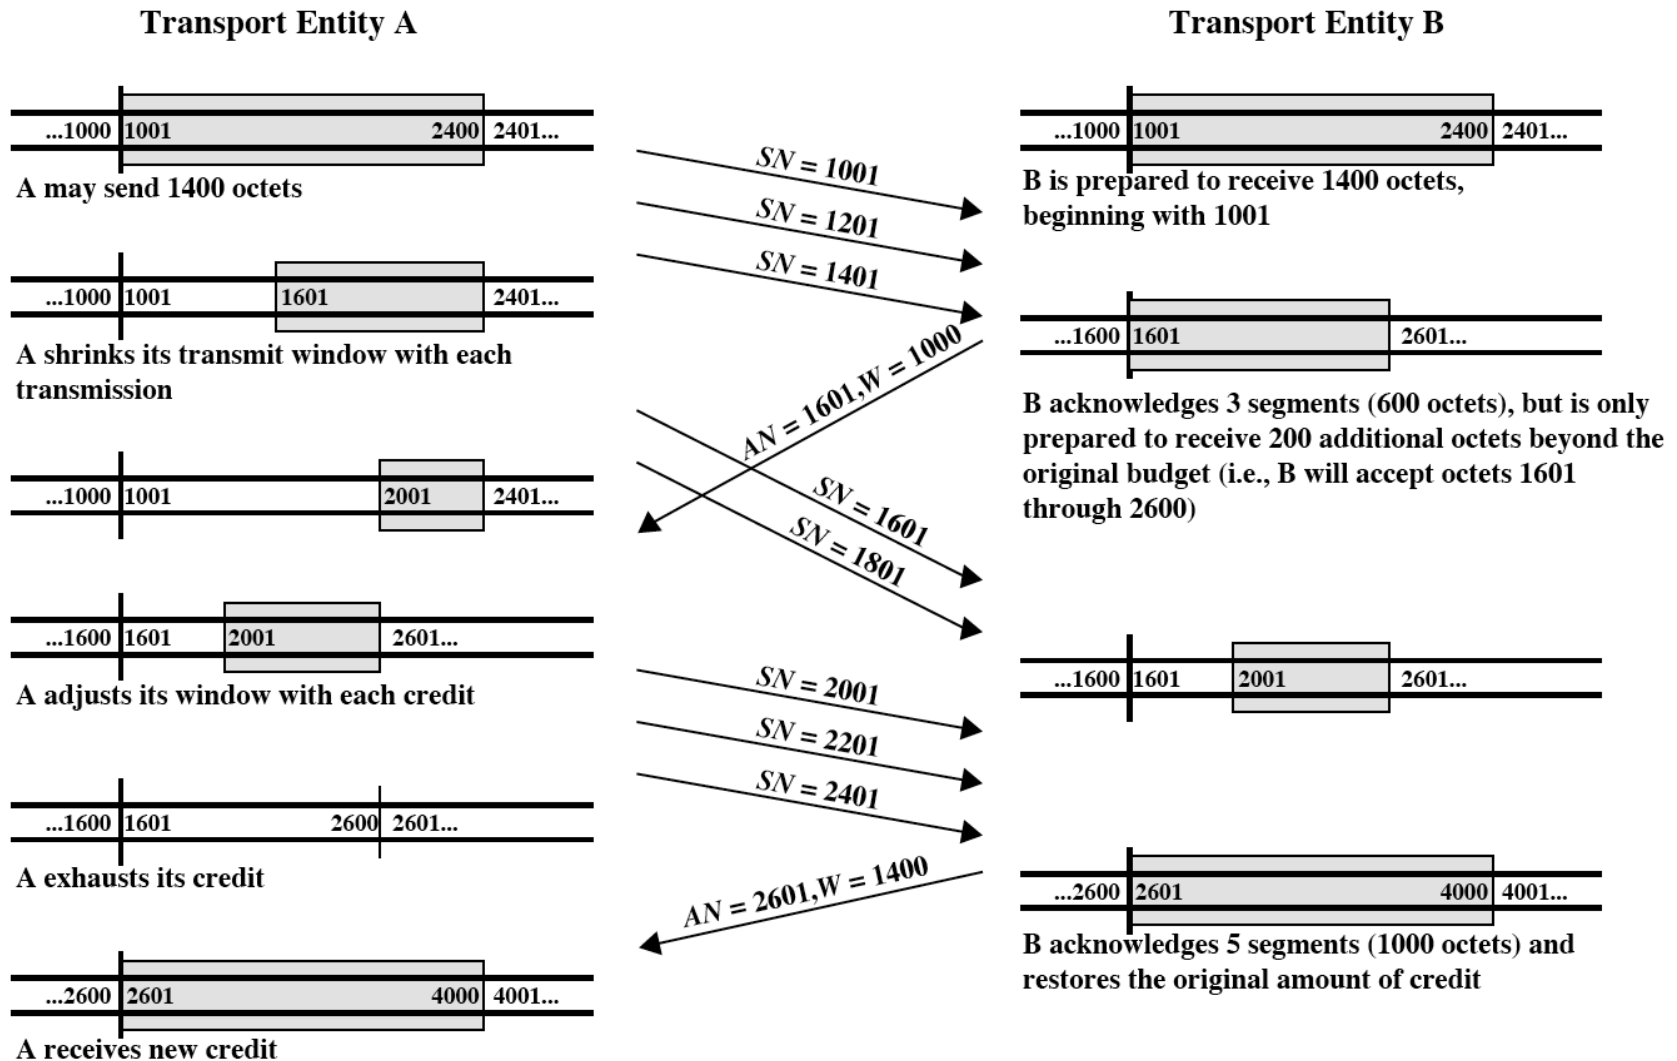 Transport Entity A
Transport Entity B
...1000 1001 2400 2401...
A may send 1400 octets
...1000 1001 1601 2401...
A shrinks its transmit window with each
transmission
...1000 1001 2001 2401...
...1600 1601 2001 2601...
A adjusts its window with each credit
...1600 1601 2600 2601...
A exhausts its credit
...2600 2601 4000 4001...
A receives new credit
SN = 1001
SN = 1201
SN = 1401
AN = 1601,W = 1000
SN = 1601
SN = 1801
SN = 2001
SN = 2201
SN = 2401
AN = 2601,W = 1400
...1000 1001 2400 2401...
B is prepared to receive 1400 octets,
beginning with 1001
...1600 1601 2601...
B acknowledges 3 segments (600 octets), but is only
prepared to receive 200 additional octets beyond the
original budget (i.e., B will accept octets 1601
through 2600)
...1600 1601 2001 2601...
...2600 2601 4000 4001...
B acknowledges 5 segments (1000 octets) and
restores the original amount of credit